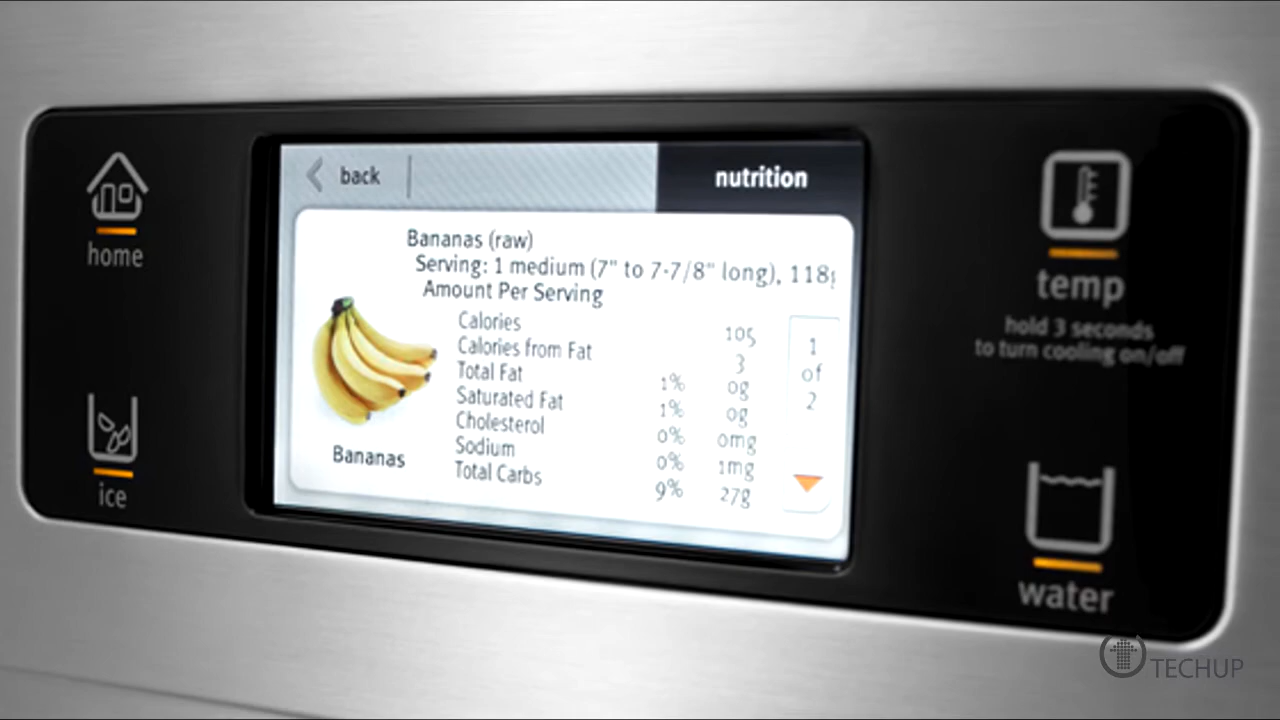 back
nutrition
home
Bananas (raw)
Serving: 1 medium (7" to 7-7/8" long), 118g
Amount Per Serving
Calories 105
Calories from Fat 3
Total Fat 1% 0g
Saturated Fat 1% 0g
Cholesterol 0% 0mg
Sodium 0% 1mg
Total Carbs 9% 27g
1
of
2
Bananas
ice
temp
hold 3 seconds
to turn cooling on/off
water
TECHUP